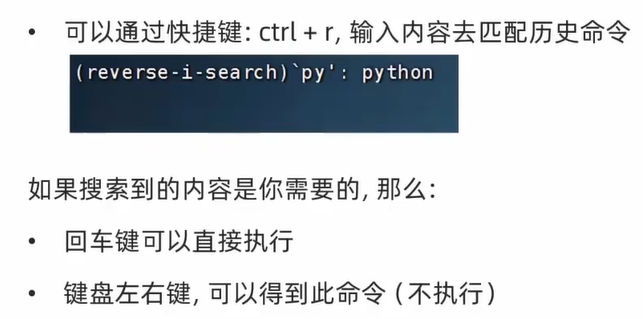 • 可以通过快捷键: ctrl + r, 输入内容去匹配历史命令
(reverse-i-search)`py': python
如果搜索到的内容是你需要的, 那么:
• 回车键可以直接执行
• 键盘左右键, 可以得到此命令 (不执行)